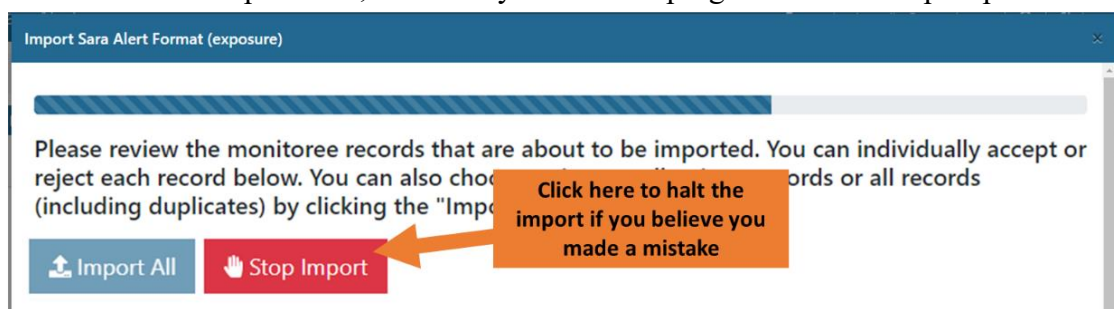 Import Sara Alert Format (exposure)
×
Please review the monitoree records that are about to be imported. You can individually accept or
reject each record below. You can also cho ords or all records
(including duplicates) by clicking the "Impo
Click here to halt the
import if you believe you
made a mistake
Import All
Stop Import